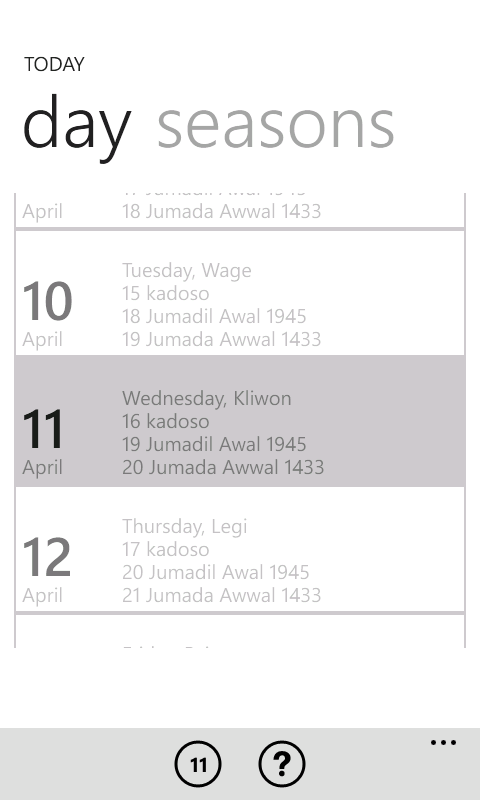 TODAY
day seasons
April
18 Jumada Awwal 1433
Tuesday, Wage
10
15 kadoso
18 Jumadil Awal 1945
April
19 Jumada Awwal 1433
Wednesday, Kliwon
11
16 kadoso
19 Jumadil Awal 1945
April
20 Jumada Awwal 1433
Thursday, Legi
12
17 kadoso
20 Jumadil Awal 1945
April
21 Jumada Awwal 1433
11
?